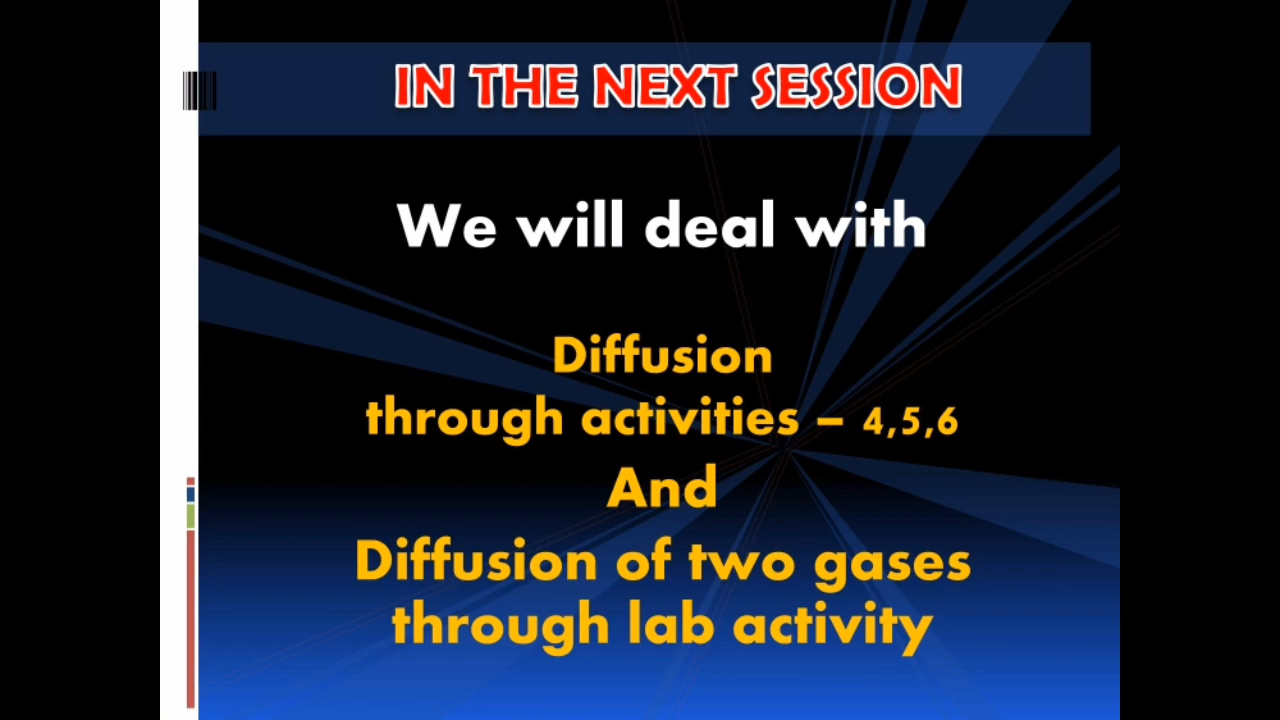 IN THE NEXT SESSION
We will deal with
Diffusion
through activities – 4,5,6
And
Diffusion of two gases
through lab activity